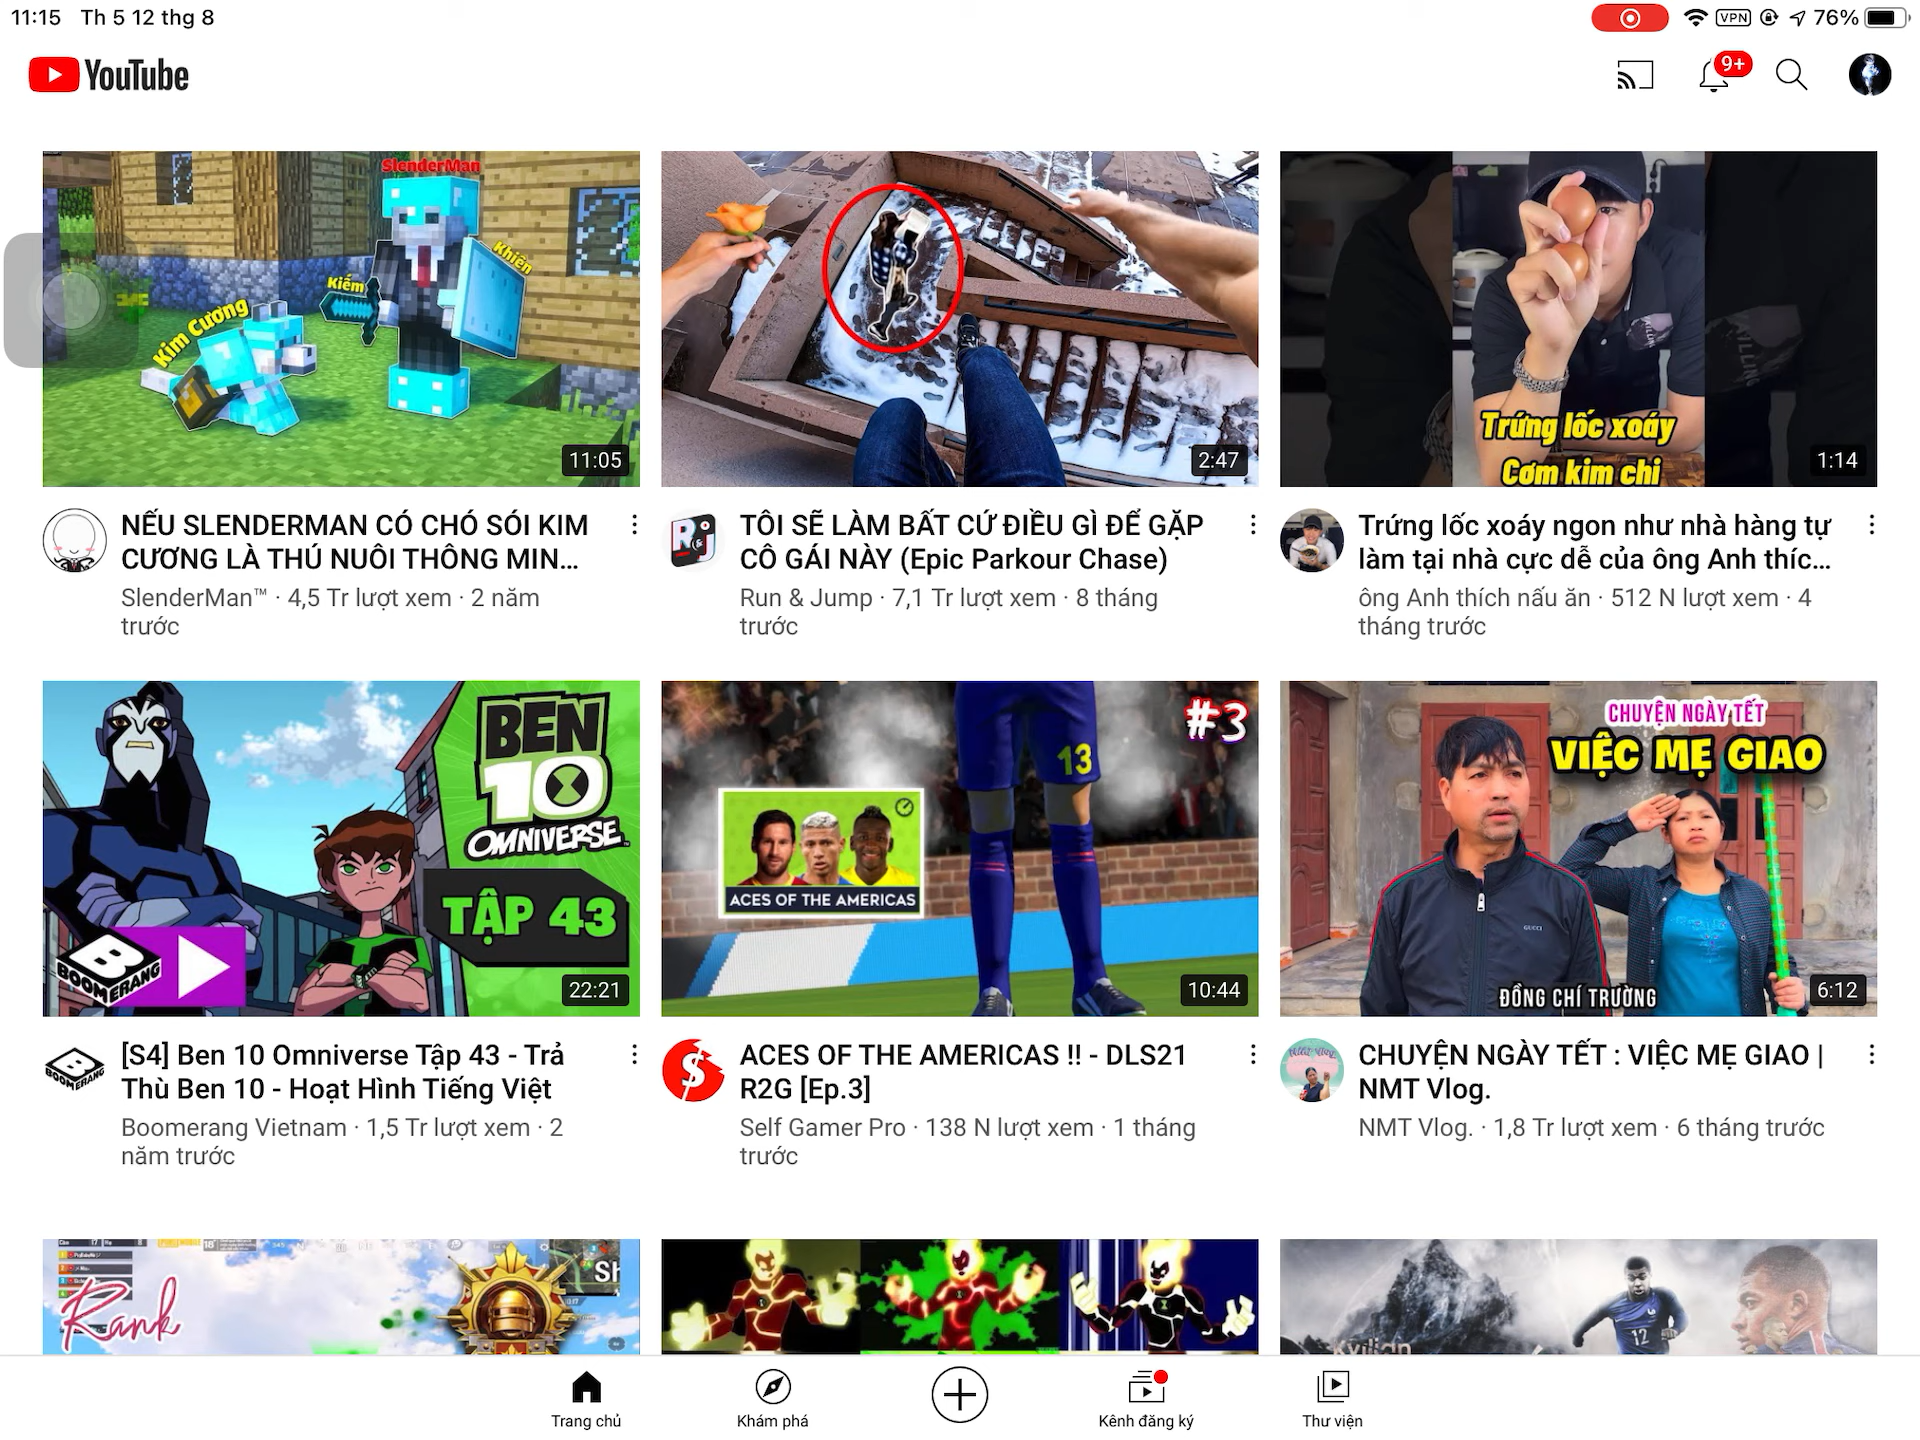 11:15 Th 5 12 thg 8
VPN 76%
YouTube
9+
SlenderMan
Khiên
Kiếm
Kim Cương
11:05
2:47
Trứng lốc xoáy
Cơm kim chi
1:14
NẾU SLENDERMAN CÓ CHÓ SÓI KIM
CƯƠNG LÀ THÚ NUÔI THÔNG MIN...
SlenderMan™ · 4,5 Tr lượt xem · 2 năm
trước
R&J
TÔI SẼ LÀM BẤT CỨ ĐIỀU GÌ ĐỂ GẶP
CÔ GÁI NÀY (Epic Parkour Chase)
Run & Jump · 7,1 Tr lượt xem · 8 tháng
trước
Trứng lốc xoáy ngon như nhà hàng tự
làm tại nhà cực dễ của ông Anh thíc...
ông Anh thích nấu ăn · 512 N lượt xem · 4
tháng trước
BEN
10
OMNIVERSE
TẬP 43
BOOMERANG
22:21
#3
13
ACES OF THE AMERICAS
10:44
CHUYỆN NGÀY TẾT
VIỆC MẸ GIAO
GUCCI
ĐỒNG CHÍ TRƯỜNG
6:12
BOOMERANG
[S4] Ben 10 Omniverse Tập 43 - Trả
Thù Ben 10 - Hoạt Hình Tiếng Việt
Boomerang Vietnam · 1,5 Tr lượt xem · 2
năm trước
ACES OF THE AMERICAS !! - DLS21
R2G [Ep.3]
Self Gamer Pro · 138 N lượt xem · 1 tháng
trước
CHUYỆN NGÀY TẾT : VIỆC MẸ GIAO |
NMT Vlog.
NMT Vlog. · 1,8 Tr lượt xem · 6 tháng trước
Rank
12
Kylian
Trang chủ
Khám phá
Kênh đăng ký
Thư viện